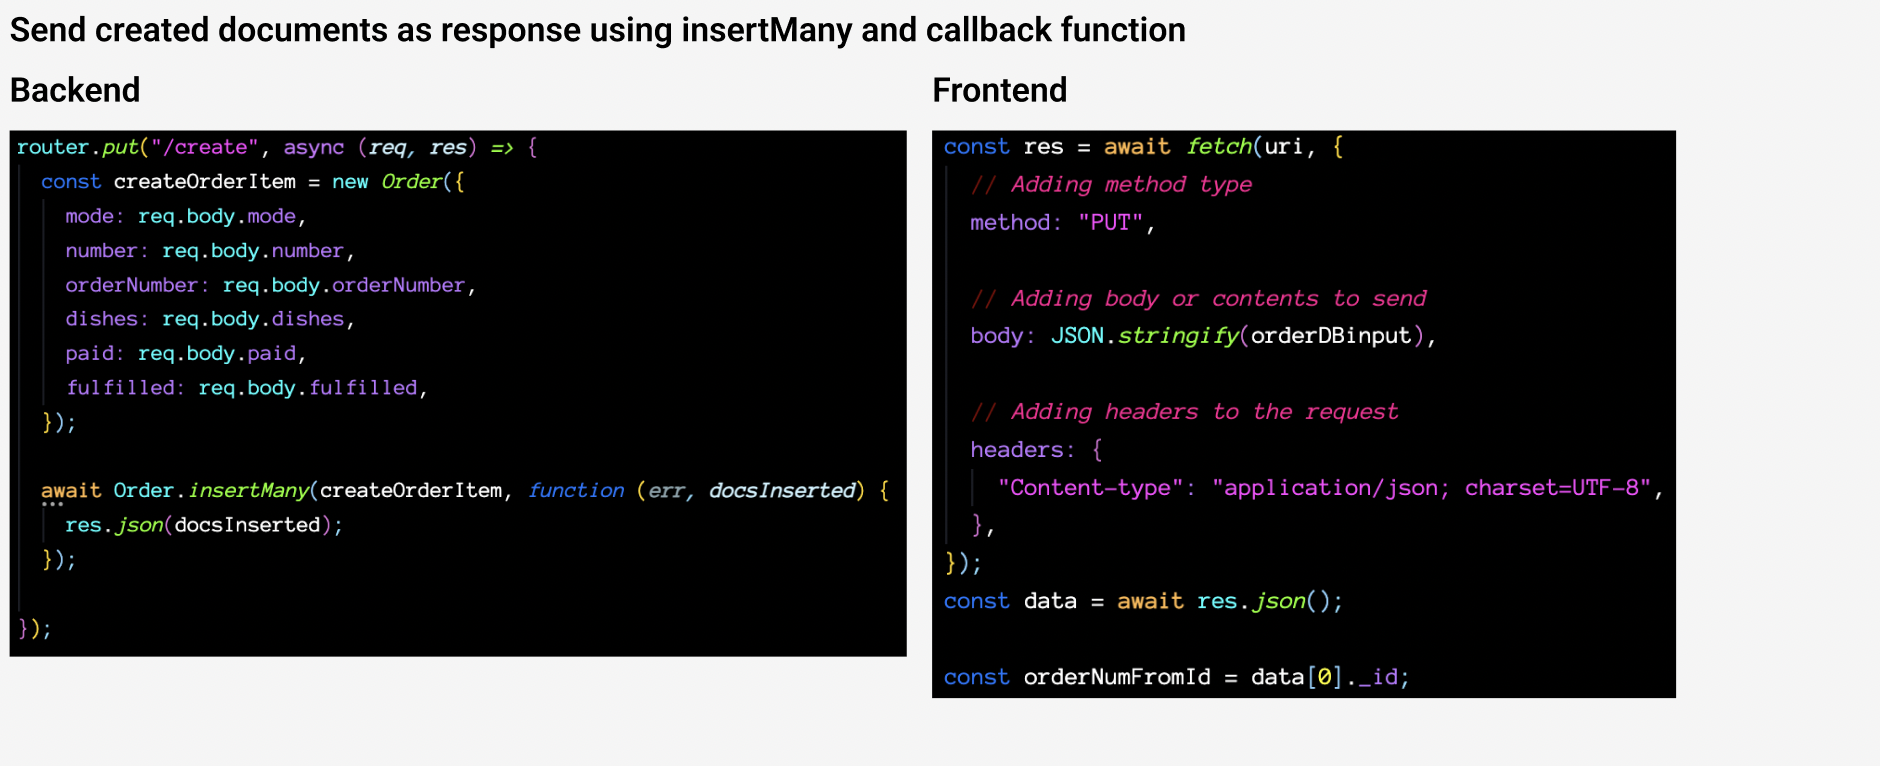 Send created documents as response using insertMany and callback function
Backend
router.put("/create", async (req, res) => {
const createOrderItem = new Order({
mode: req.body.mode,
number: req.body.number,
orderNumber: req.body.orderNumber,
dishes: req.body.dishes,
paid: req.body.paid,
fulfilled: req.body.fulfilled,
});
await Order.insertMany(createOrderItem, function (err, docsInserted) {
res.json(docsInserted);
});
});
Frontend
const res = await fetch(uri, {
// Adding method type
method: "PUT",
// Adding body or contents to send
body: JSON.stringify(orderDBinput),
// Adding headers to the request
headers: {
"Content-type": "application/json; charset=UTF-8",
},
});
const data = await res.json();
const orderNumFromId = data[0]._id;